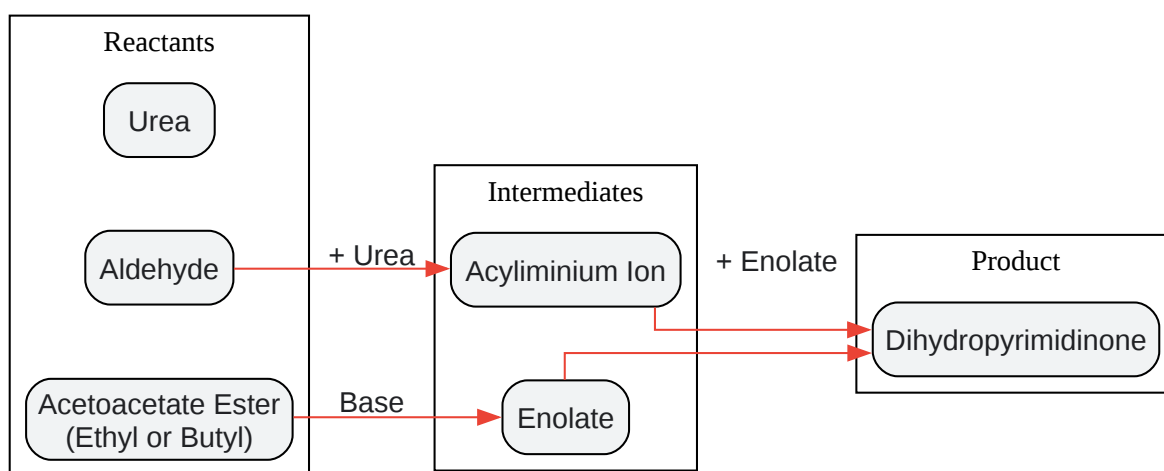 Reactants
Urea
Aldehyde
Acetoacetate Ester
(Ethyl or Butyl)
+ Urea
Base
Intermediates
Acyliminium Ion
Enolate
+ Enolate
Product
Dihydropyrimidinone